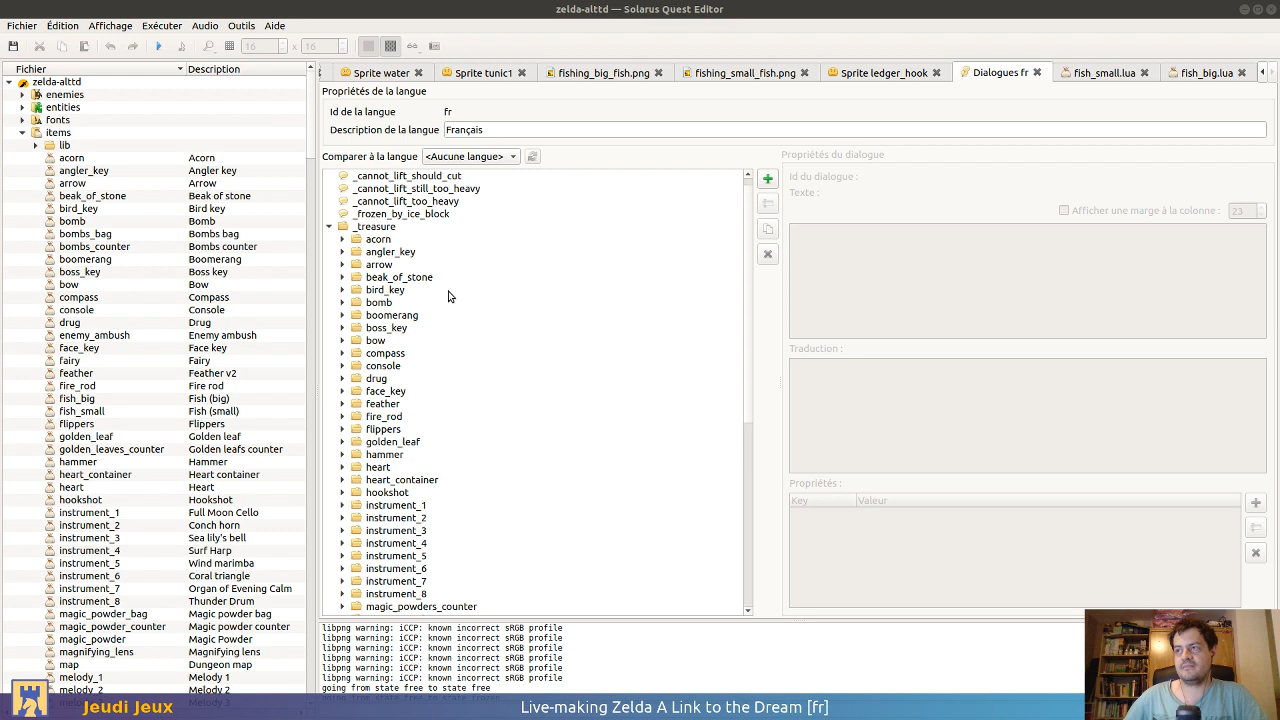 zelda-alttd — Solarus Quest Editor
Fichier Édition Affichage Exécuter Audio Outils Aide
16 x 16
Fichier Description
zelda-alttd
enemies
entities
fonts
items
lib
acorn Acorn
angler_key Angler key
arrow Arrow
beak_of_stone Beak of stone
bird_key Bird key
bomb Bomb
bombs_bag Bombs bag
bombs_counter Bombs counter
boomerang Boomerang
boss_key Boss key
bow Bow
compass Compass
console Console
drug Drug
enemy_ambush Enemy ambush
face_key Face key
fairy Fairy
feather Feather v2
fire_rod Fire rod
fish_big Fish (big)
fish_small Fish (small)
flippers Flippers
golden_leaf Golden leaf
golden_leaves_counter Golden leafs counter
hammer Hammer
heart_container Heart container
heart Heart
hookshot Hookshot
instrument_1 Full Moon Cello
instrument_2 Conch horn
instrument_3 Sea lily's bell
instrument_4 Surf Harp
instrument_5 Wind marimba
instrument_6 Coral triangle
instrument_7 Organ of Evening Calm
instrument_8 Thunder Drum
magic_powder_bag Magic powder bag
magic_powder_counter Magic powder counter
magic_powder Magic Powder
magnifying_lens Magnifying lens
map Dungeon map
melody_1 Melody 1
melody_2 Melody 2
Sprite water Sprite tunic1 fishing_big_fish.png fishing_small_fish.png Sprite ledger_hook Dialogues fr fish_small.lua fish_big.lua
Propriétés de la langue
Id de la langue fr
Description de la langue Français
Comparer à la langue <Aucune langue>
_cannot_lift_should_cut
_cannot_lift_still_too_heavy
_cannot_lift_too_heavy
_frozen_by_ice_block
_treasure
acorn
angler_key
arrow
beak_of_stone
bird_key
bomb
boomerang
boss_key
bow
compass
console
drug
face_key
feather
fire_rod
flippers
golden_leaf
hammer
heart
heart_container
hookshot
instrument_1
instrument_2
instrument_3
instrument_4
instrument_5
instrument_6
instrument_7
instrument_8
magic_powders_counter
Propriétés du dialogue
Id du dialogue :
Texte :
Afficher une marge à la colonne : 23
Traduction :
Propriétés :
Key Valeur
libpng warning: iCCP: known incorrect sRGB profile
libpng warning: iCCP: known incorrect sRGB profile
libpng warning: iCCP: known incorrect sRGB profile
libpng warning: iCCP: known incorrect sRGB profile
libpng warning: iCCP: known incorrect sRGB profile
going from state free to state free
Jeudi Jeux
Live-making Zelda A Link to the Dream [fr]